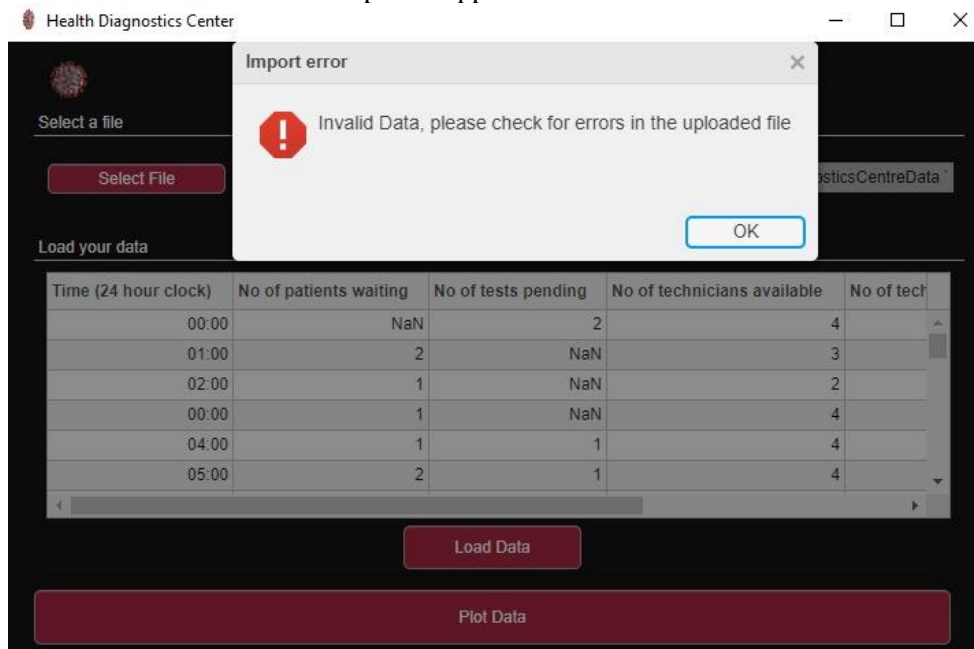 Health Diagnostics Center
Import error
Invalid Data, please check for errors in the uploaded file
OK
Select a file
Select File
Load your data
Time (24 hour clock) No of patients waiting No of tests pending No of technicians available No of tech
00:00 NaN 2 4
01:00 2 NaN 3
02:00 1 NaN 2
00:00 1 NaN 4
04:00 1 1 4
05:00 2 1 4
Load Data
Plot Data